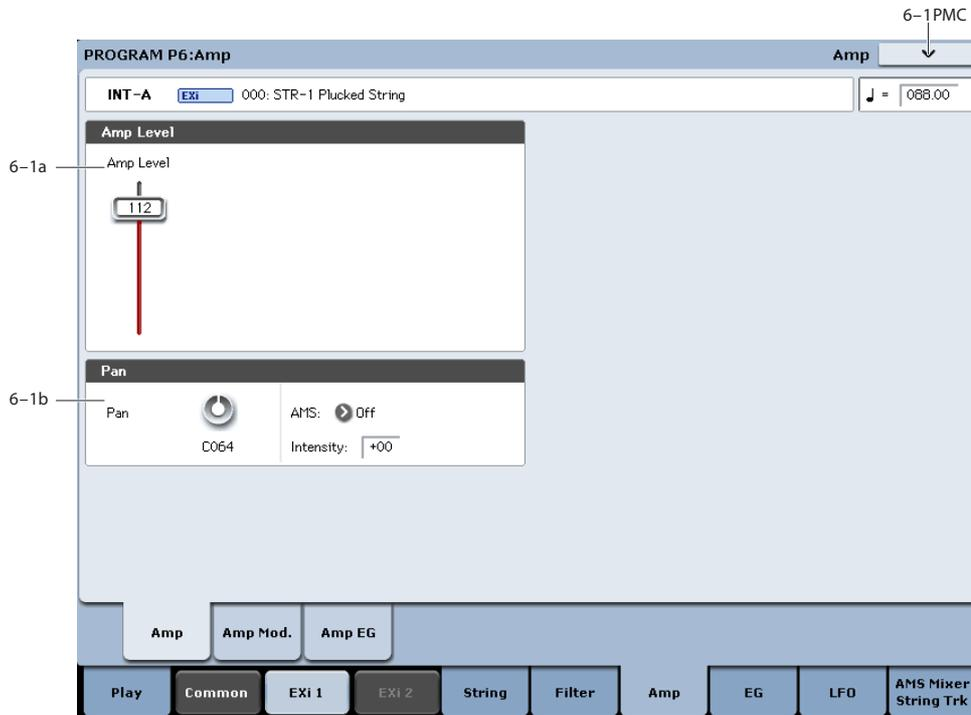 6–1PMC
PROGRAM P6:Amp Amp
INT-A EXi 000: STR-1 Plucked String ♩ = 088.00
Amp Level
6–1a Amp Level
112
Pan
6–1b Pan AMS: Off
C064 Intensity: +00
Amp Amp Mod. Amp EG
Play Common EXi 1 EXi 2 String Filter Amp EG LFO AMS Mixer
String Trk